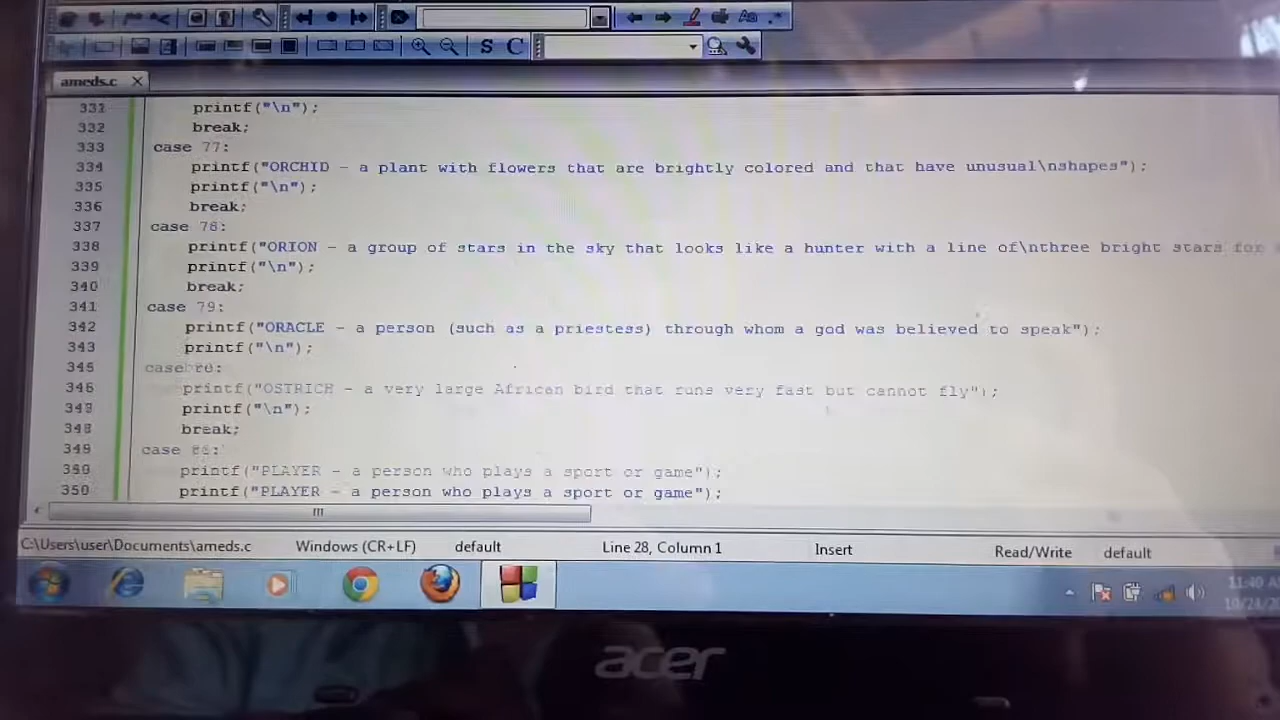 ameds.c
331 printf("\n");
332 break;
333 case 77:
334 printf("ORCHID - a plant with flowers that are brightly colored and that have unusual\nshapes");
335 printf("\n");
336 break;
337 case 78:
338 printf("ORION - a group of stars in the sky that looks like a hunter with a line of\nthree bright stars for
339 printf("\n");
340 break;
341 case 79:
342 printf("ORACLE - a person (such as a priestess) through whom a god was believed to speak");
343 printf("\n");
345 case
346 printf("OSTRICH - a very large African bird that runs very fast but cannot fly");
printf("\n");
348 break;
349 case
printf("PLAYER - a person who plays a sport or game");
350 printf("PLAYER - a person who plays a sport or game");
C:\Users\user\Documents\ameds.c Windows (CR+LF) default Line 28, Column 1 Insert Read/Write default
11:40
acer